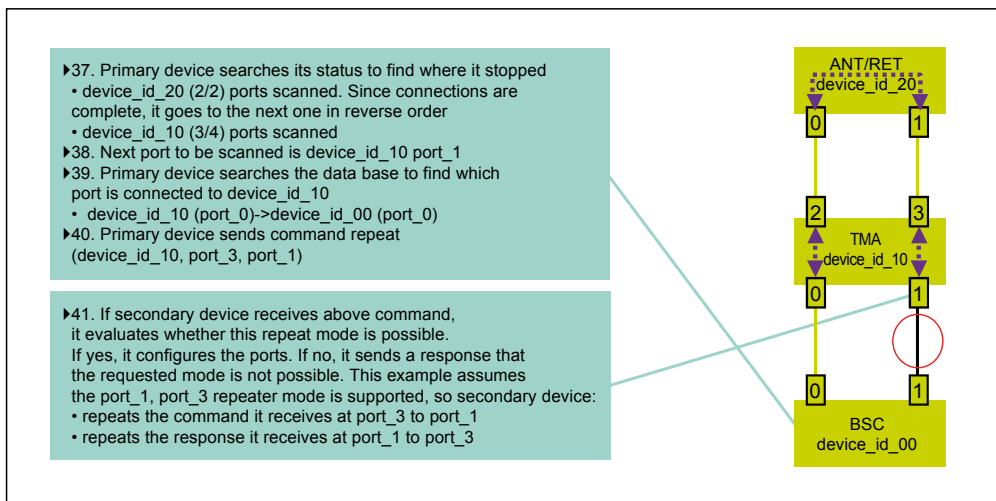 ▸37. Primary device searches its status to find where it stopped
• device_id_20 (2/2) ports scanned. Since connections are
complete, it goes to the next one in reverse order
• device_id_10 (3/4) ports scanned
▸38. Next port to be scanned is device_id_10 port_1
▸39. Primary device searches the data base to find which
port is connected to device_id_10
• device_id_10 (port_0)->device_id_00 (port_0)
▸40. Primary device sends command repeat
(device_id_10, port_3, port_1)
▸41. If secondary device receives above command,
it evaluates whether this repeat mode is possible.
If yes, it configures the ports. If no, it sends a response that
the requested mode is not possible. This example assumes
the port_1, port_3 repeater mode is supported, so secondary device:
• repeats the command it receives at port_3 to port_1
• repeats the response it receives at port_1 to port_3
ANT/RET
device_id_20
0 1
2 3
TMA
device_id_10
0 1
0 1
BSC
device_id_00